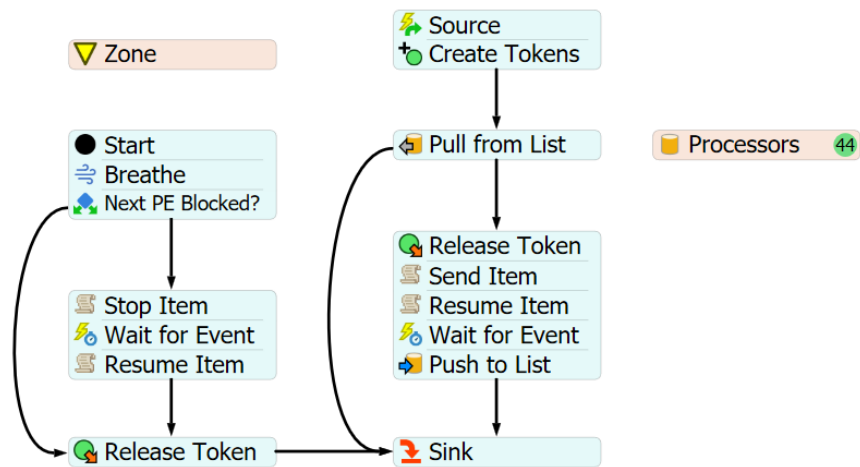 Zone
Start
Breathe
Next PE Blocked?
Stop Item
Wait for Event
Resume Item
Release Token
Source
Create Tokens
Pull from List
Release Token
Send Item
Resume Item
Wait for Event
Push to List
Sink
Processors 44